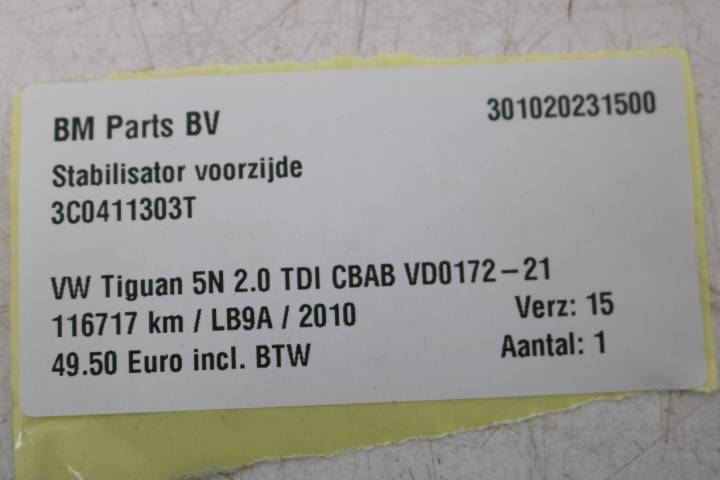 BM Parts BV 301020231500
Stabilisator voorzijde
3C0411303T
VW Tiguan 5N 2.0 TDI CBAB VD0172-21
116717 km / LB9A / 2010 Verz: 15
49.50 Euro incl. BTW Aantal: 1